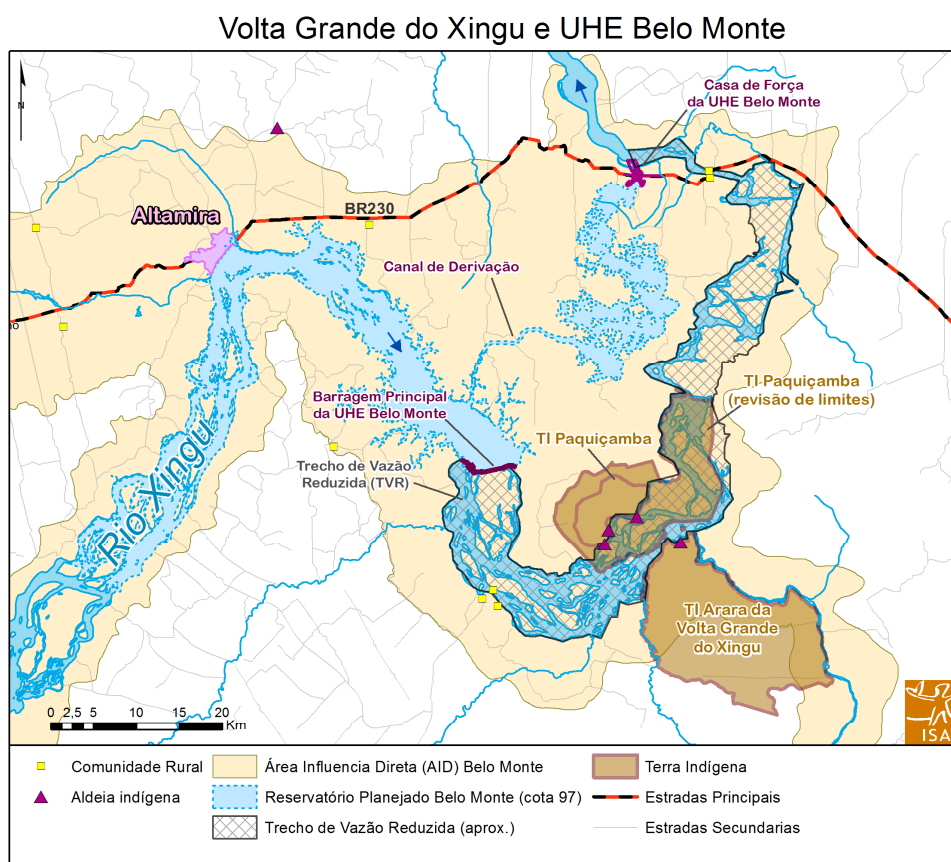 Volta Grande do Xingu e UHE Belo Monte
N
Casa de Força
da UHE Belo Monte
Altamira
BR230
Canal de Derivação
TI Paquiçamba
(revisão de limites)
Barragem Principal
da UHE Belo Monte
TI Paquiçamba
Trecho de Vazão
Reduzida (TVR)
Rio Xingu
TI Arara da
Volta Grande
do Xingu
0 2,5 5 10 15 20
Km
ISA
Comunidade Rural
Área Influencia Direta (AID) Belo Monte
Terra Indígena
Aldeia indígena
Reservatório Planejado Belo Monte (cota 97)
Estradas Principais
Trecho de Vazão Reduzida (aprox.)
Estradas Secundarias